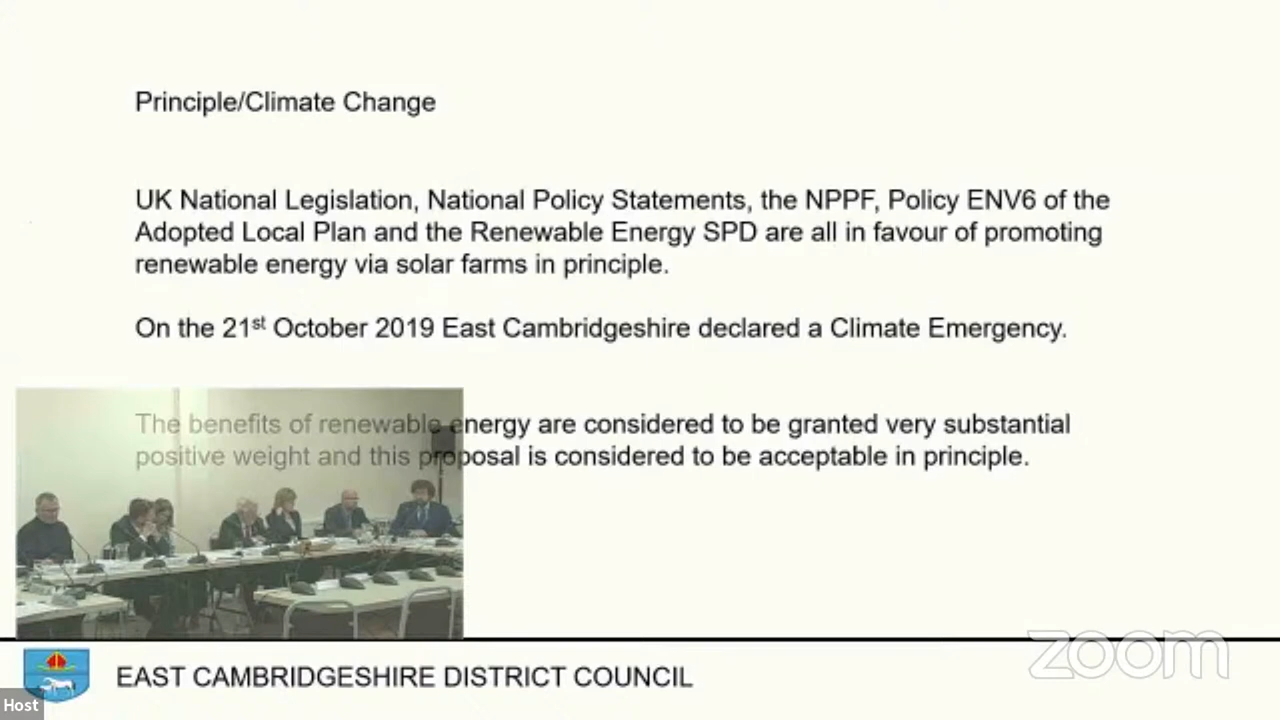 Principle/Climate Change
UK National Legislation, National Policy Statements, the NPPF, Policy ENV6 of the
Adopted Local Plan and the Renewable Energy SPD are all in favour of promoting
renewable energy via solar farms in principle.
On the 21st October 2019 East Cambridgeshire declared a Climate Emergency.
The benefits of renewable energy are considered to be granted very substantial
positive weight and this proposal is considered to be acceptable in principle.
EAST CAMBRIDGESHIRE DISTRICT COUNCIL
zoom
Host